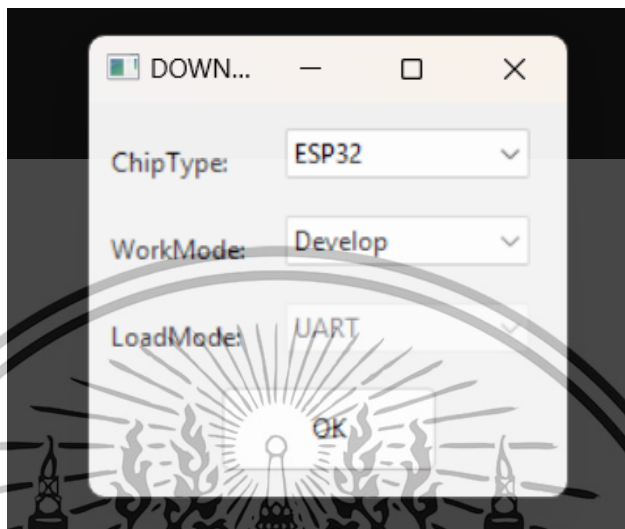 DOWN...
ChipType: ESP32
WorkMode: Develop
LoadMode: UART
OK